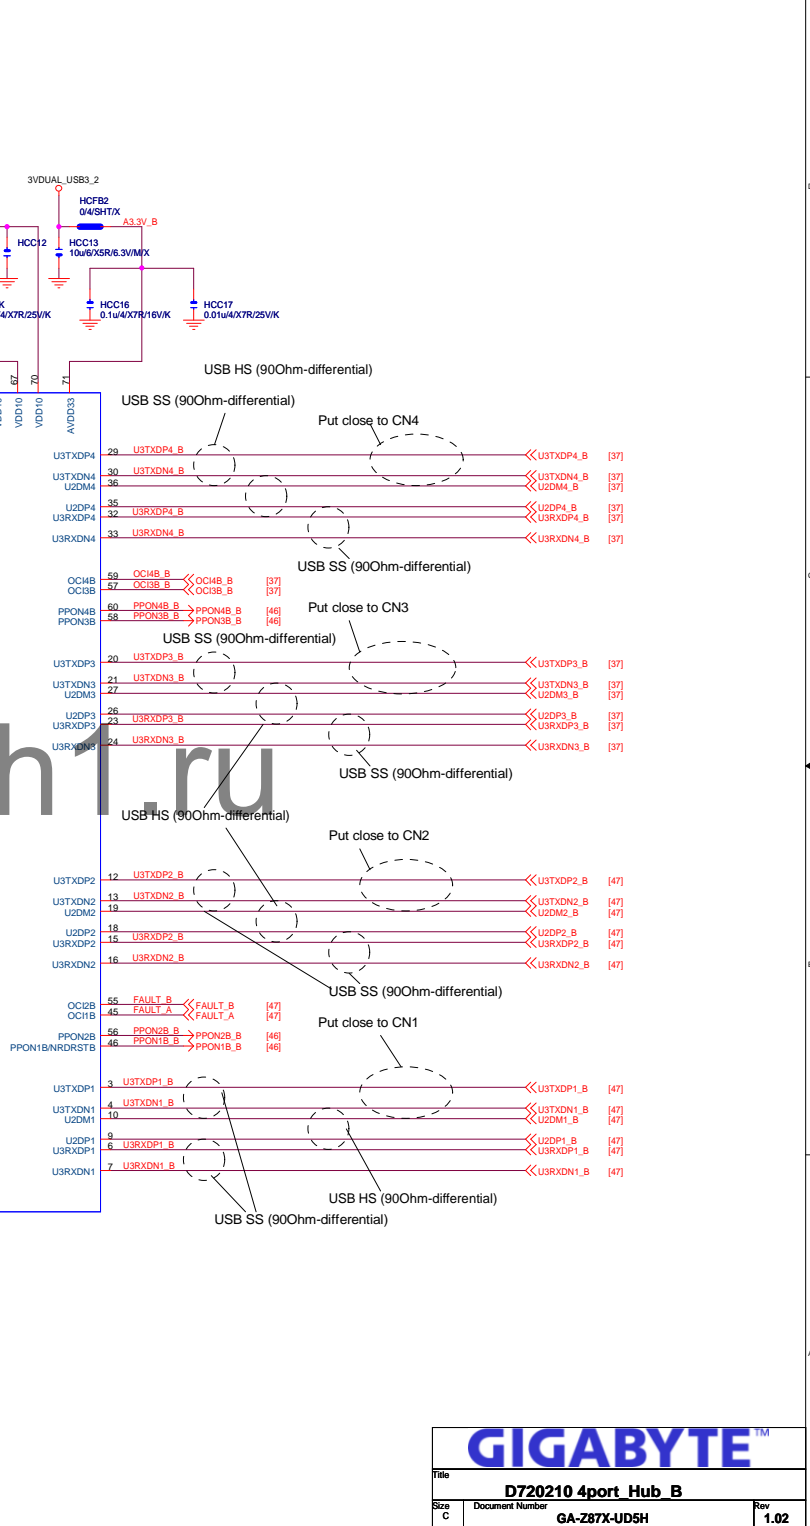 3VDUAL_USB3_2
HCFB2
0/4/SHT/X
A3.3V_B
HCC12
HCC13
10u/6/X5R/6.3V/M/X
K
4/X7R/25V/K
HCC16
0.1u/4/X7R/16V/K
HCC17
0.01u/4/X7R/25V/K
67
70
71
VDD10
VDD10
AVDD33
USB HS (90Ohm-differential)
USB SS (90Ohm-differential)
Put close to CN4
U3TXDP4 29 U3TXDP4_B U3TXDP4_B [37]
U3TXDN4 30 U3TXDN4_B U3TXDN4_B [37]
U2DM4 36 U2DM4_B [37]
U2DP4 35 U2DP4_B [37]
U3RXDP4 32 U3RXDP4_B U3RXDP4_B [37]
U3RXDN4 33 U3RXDN4_B U3RXDN4_B [37]
USB SS (90Ohm-differential)
OCI4B 59 OCI4B_B OCI4B_B [37]
OCI3B 57 OCI3B_B OCI3B_B [37]
PPON4B 60 PPON4B_B PPON4B_B [46]
PPON3B 58 PPON3B_B PPON3B_B [46]
Put close to CN3
USB SS (90Ohm-differential)
U3TXDP3 20 U3TXDP3_B U3TXDP3_B [37]
U3TXDN3 21 U3TXDN3_B U3TXDN3_B [37]
U2DM3 27 U2DM3_B [37]
U2DP3 26 U2DP3_B [37]
U3RXDP3 23 U3RXDP3_B U3RXDP3_B [37]
U3RXDN3 24 U3RXDN3_B U3RXDN3_B [37]
h1.ru
USB SS (90Ohm-differential)
USB HS (90Ohm-differential)
Put close to CN2
U3TXDP2 12 U3TXDP2_B U3TXDP2_B [47]
U3TXDN2 13 U3TXDN2_B U3TXDN2_B [47]
U2DM2 19 U2DM2_B [47]
U2DP2 18 U2DP2_B [47]
U3RXDP2 15 U3RXDP2_B U3RXDP2_B [47]
U3RXDN2 16 U3RXDN2_B U3RXDN2_B [47]
USB SS (90Ohm-differential)
OCI2B 55 FAULT_B FAULT_B [47]
OCI1B 45 FAULT_A FAULT_A [47]
Put close to CN1
PPON2B 56 PPON2B_B PPON2B_B [46]
PPON1B/NRDRSTB 46 PPON1B_B PPON1B_B [46]
U3TXDP1 3 U3TXDP1_B U3TXDP1_B [47]
U3TXDN1 4 U3TXDN1_B U3TXDN1_B [47]
U2DM1 10 U2DM1_B [47]
U2DP1 9 U2DP1_B [47]
U3RXDP1 6 U3RXDP1_B U3RXDP1_B [47]
U3RXDN1 7 U3RXDN1_B U3RXDN1_B [47]
USB HS (90Ohm-differential)
USB SS (90Ohm-differential)
GIGABYTE™
Title
D720210 4port_Hub_B
Size
C
Document Number
GA-Z87X-UD5H
Rev
1.02